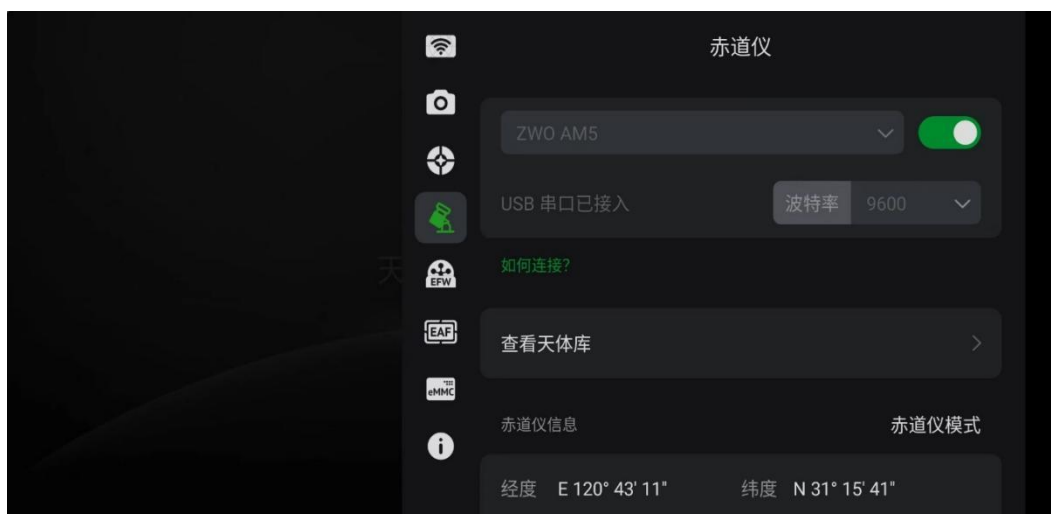 赤道仪
ZWO AM5
USB 串口已接入 波特率 9600
天
EFW
如何连接?
EAF
查看天体库
eMMC
赤道仪信息 赤道仪模式
经度 E 120° 43' 11" 纬度 N 31° 15' 41"